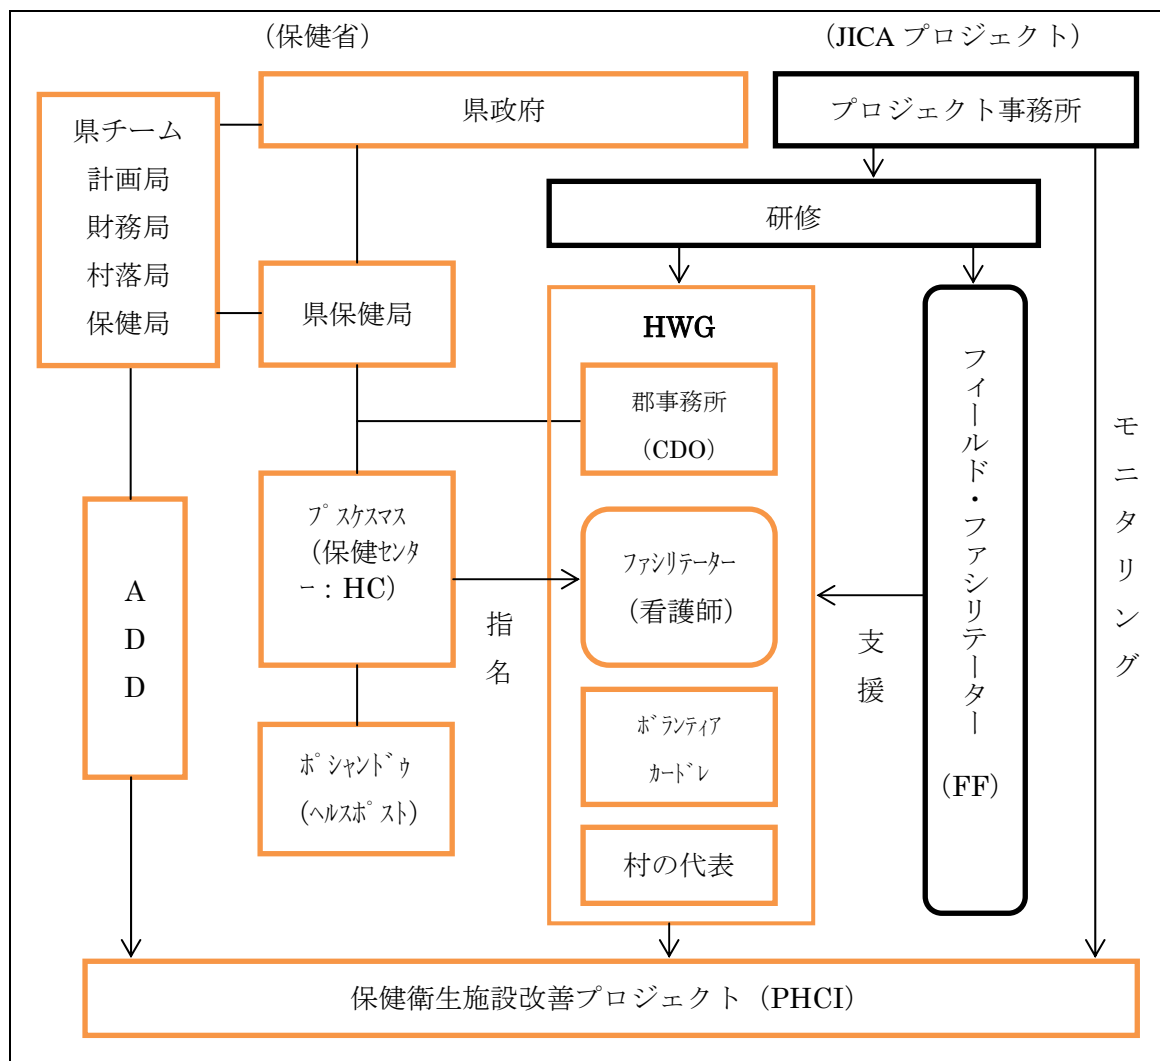 （保健省）
（JICA プロジェクト）
県チーム
計画局
財務局
村落局
保健局
県政府
プロジェクト事務所
研修
県保健局
HWG
郡事務所
（CDO）
ﾌﾟｽｹｽﾏｽ
（保健ｾﾝﾀ
ｰ：HC）
指
名
ﾌｧｼﾘﾃｰﾀｰ
（看護師）
支
援
フィールド・ファシリテーター
（FF）
モ
ニ
タ
リ
ン
グ
A
D
D
ﾎﾟｼｬﾝﾄﾞｩ
（ﾍﾙｽﾎﾟｽﾄ）
ﾎﾞﾗﾝﾃｨｱ
ｶｰﾄﾞﾚ
村の代表
保健衛生施設改善プロジェクト（PHCI）